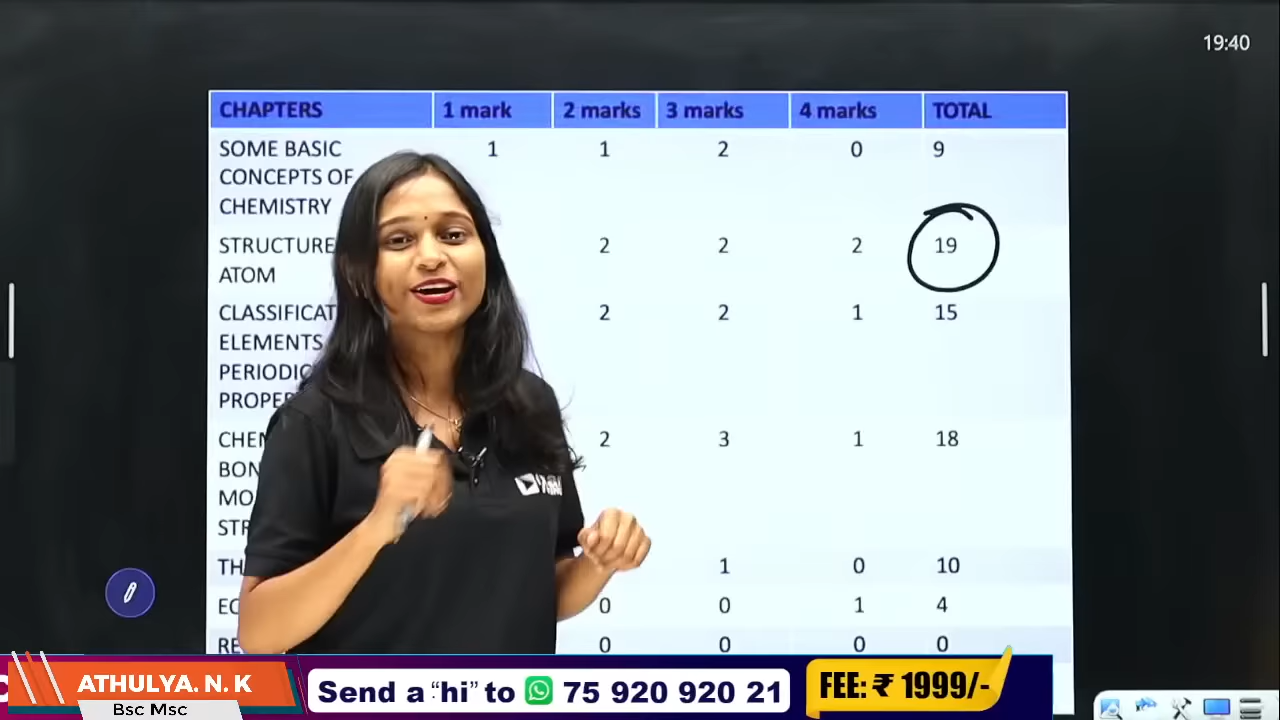 19:40
CHAPTERS 1 mark 2 marks 3 marks 4 marks TOTAL
SOME BASIC 1 1 2 0 9
CONCEPTS OF
CHEMISTRY
STRUCTURE 2 2 2 19
ATOM
CLASSIFICAT 2 2 1 15
ELEMENTS
PERIODIC
PROPER
CHEM 2 3 1 18
BON
MO
STR
TH 1 0 10
EQ 0 0 1 4
RE 0 0 0 0
ATHULYA. N. K
Bsc Msc
Send a “hi” to 75 920 920 21
FEE: ₹ 1999/-